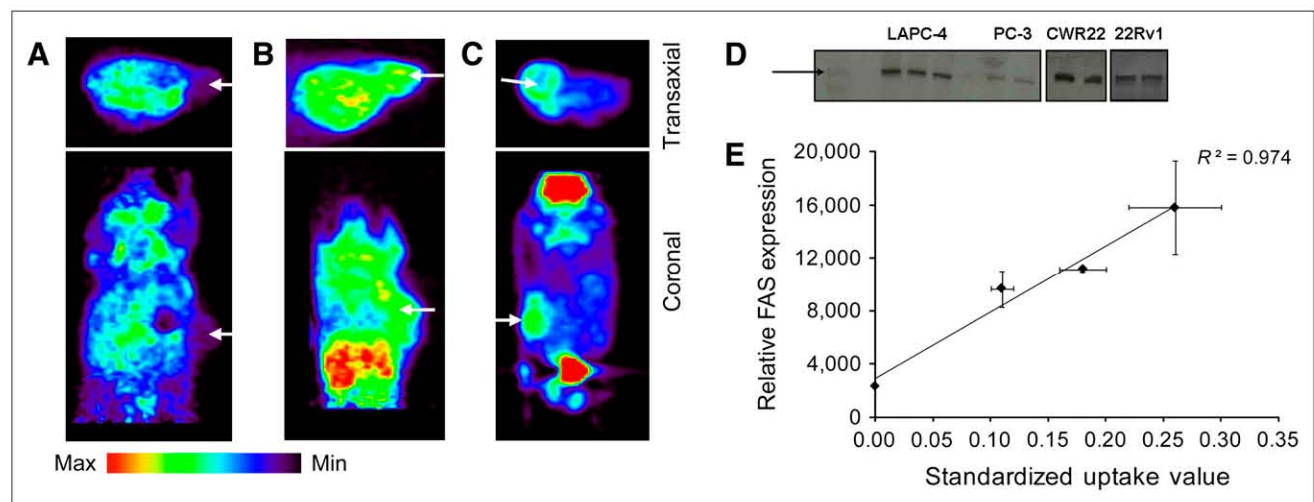 A
B
C
Transaxial
Coronal
Max
Min
D
LAPC-4 PC-3 CWR22 22Rv1
E
R² = 0.974
Relative FAS expression
20,000
16,000
12,000
8,000
4,000
0
0.00 0.05 0.10 0.15 0.20 0.25 0.30 0.35
Standardized uptake value